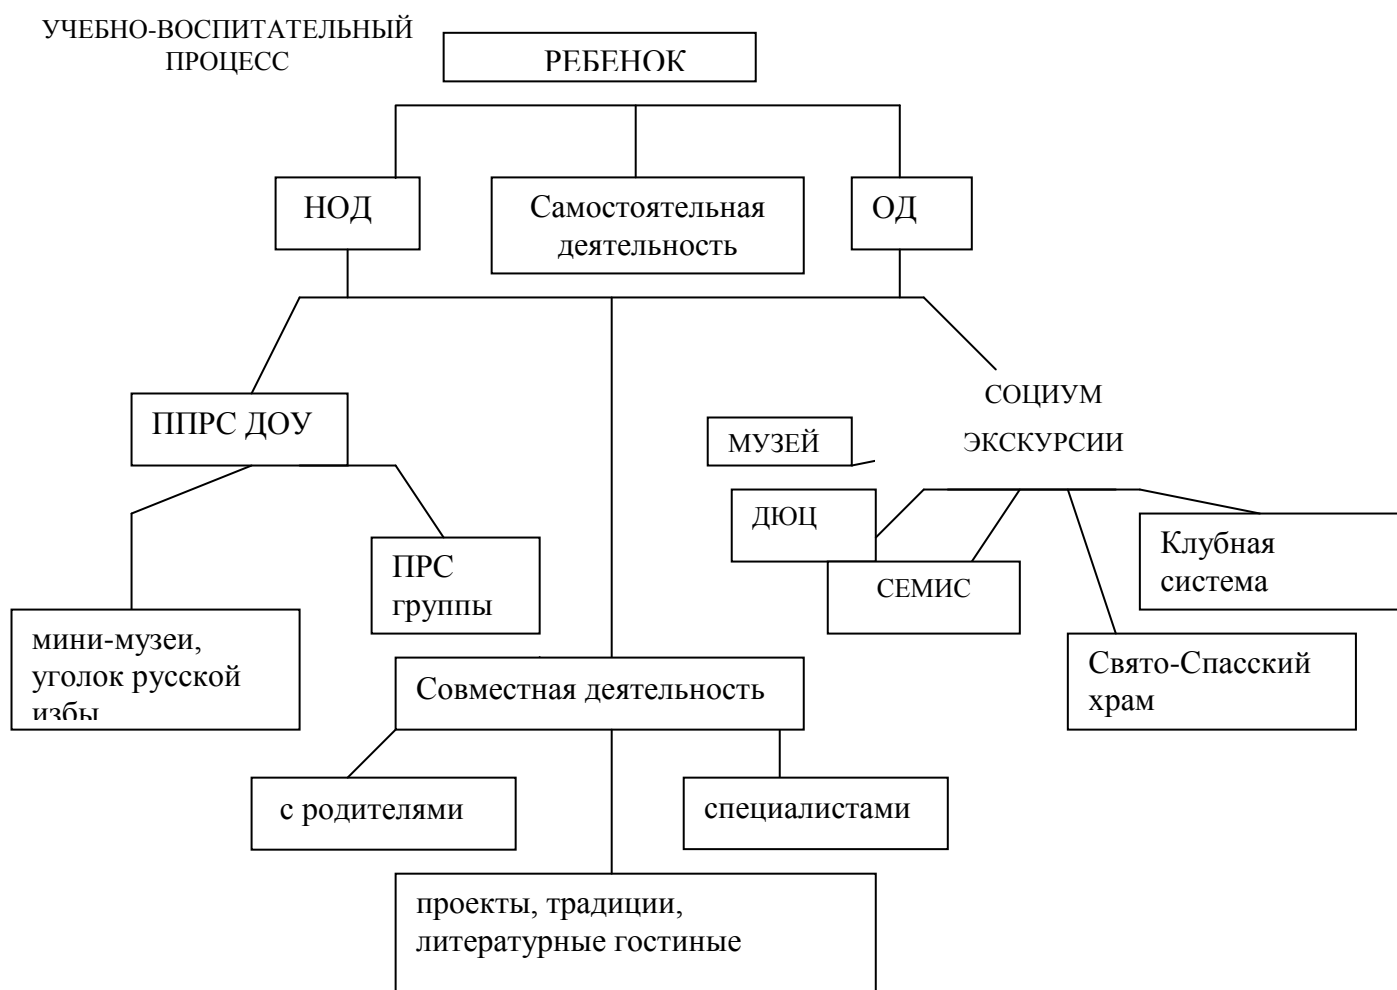 УЧЕБНО-ВОСПИТАТЕЛЬНЫЙ
ПРОЦЕСС
РЕБЕНОК
НОД
Самостоятельная
деятельность
ОД
СОЦИУМ
ППРС ДОУ
МУЗЕЙ
ЭКСКУРСИИ
ДЮЦ
Клубная
система
ПРС
группы
СЕМИС
мини-музеи,
уголок русской
избы
Свято-Спасский
храм
Совместная деятельность
с родителями
специалистами
проекты, традиции,
литературные гостиные